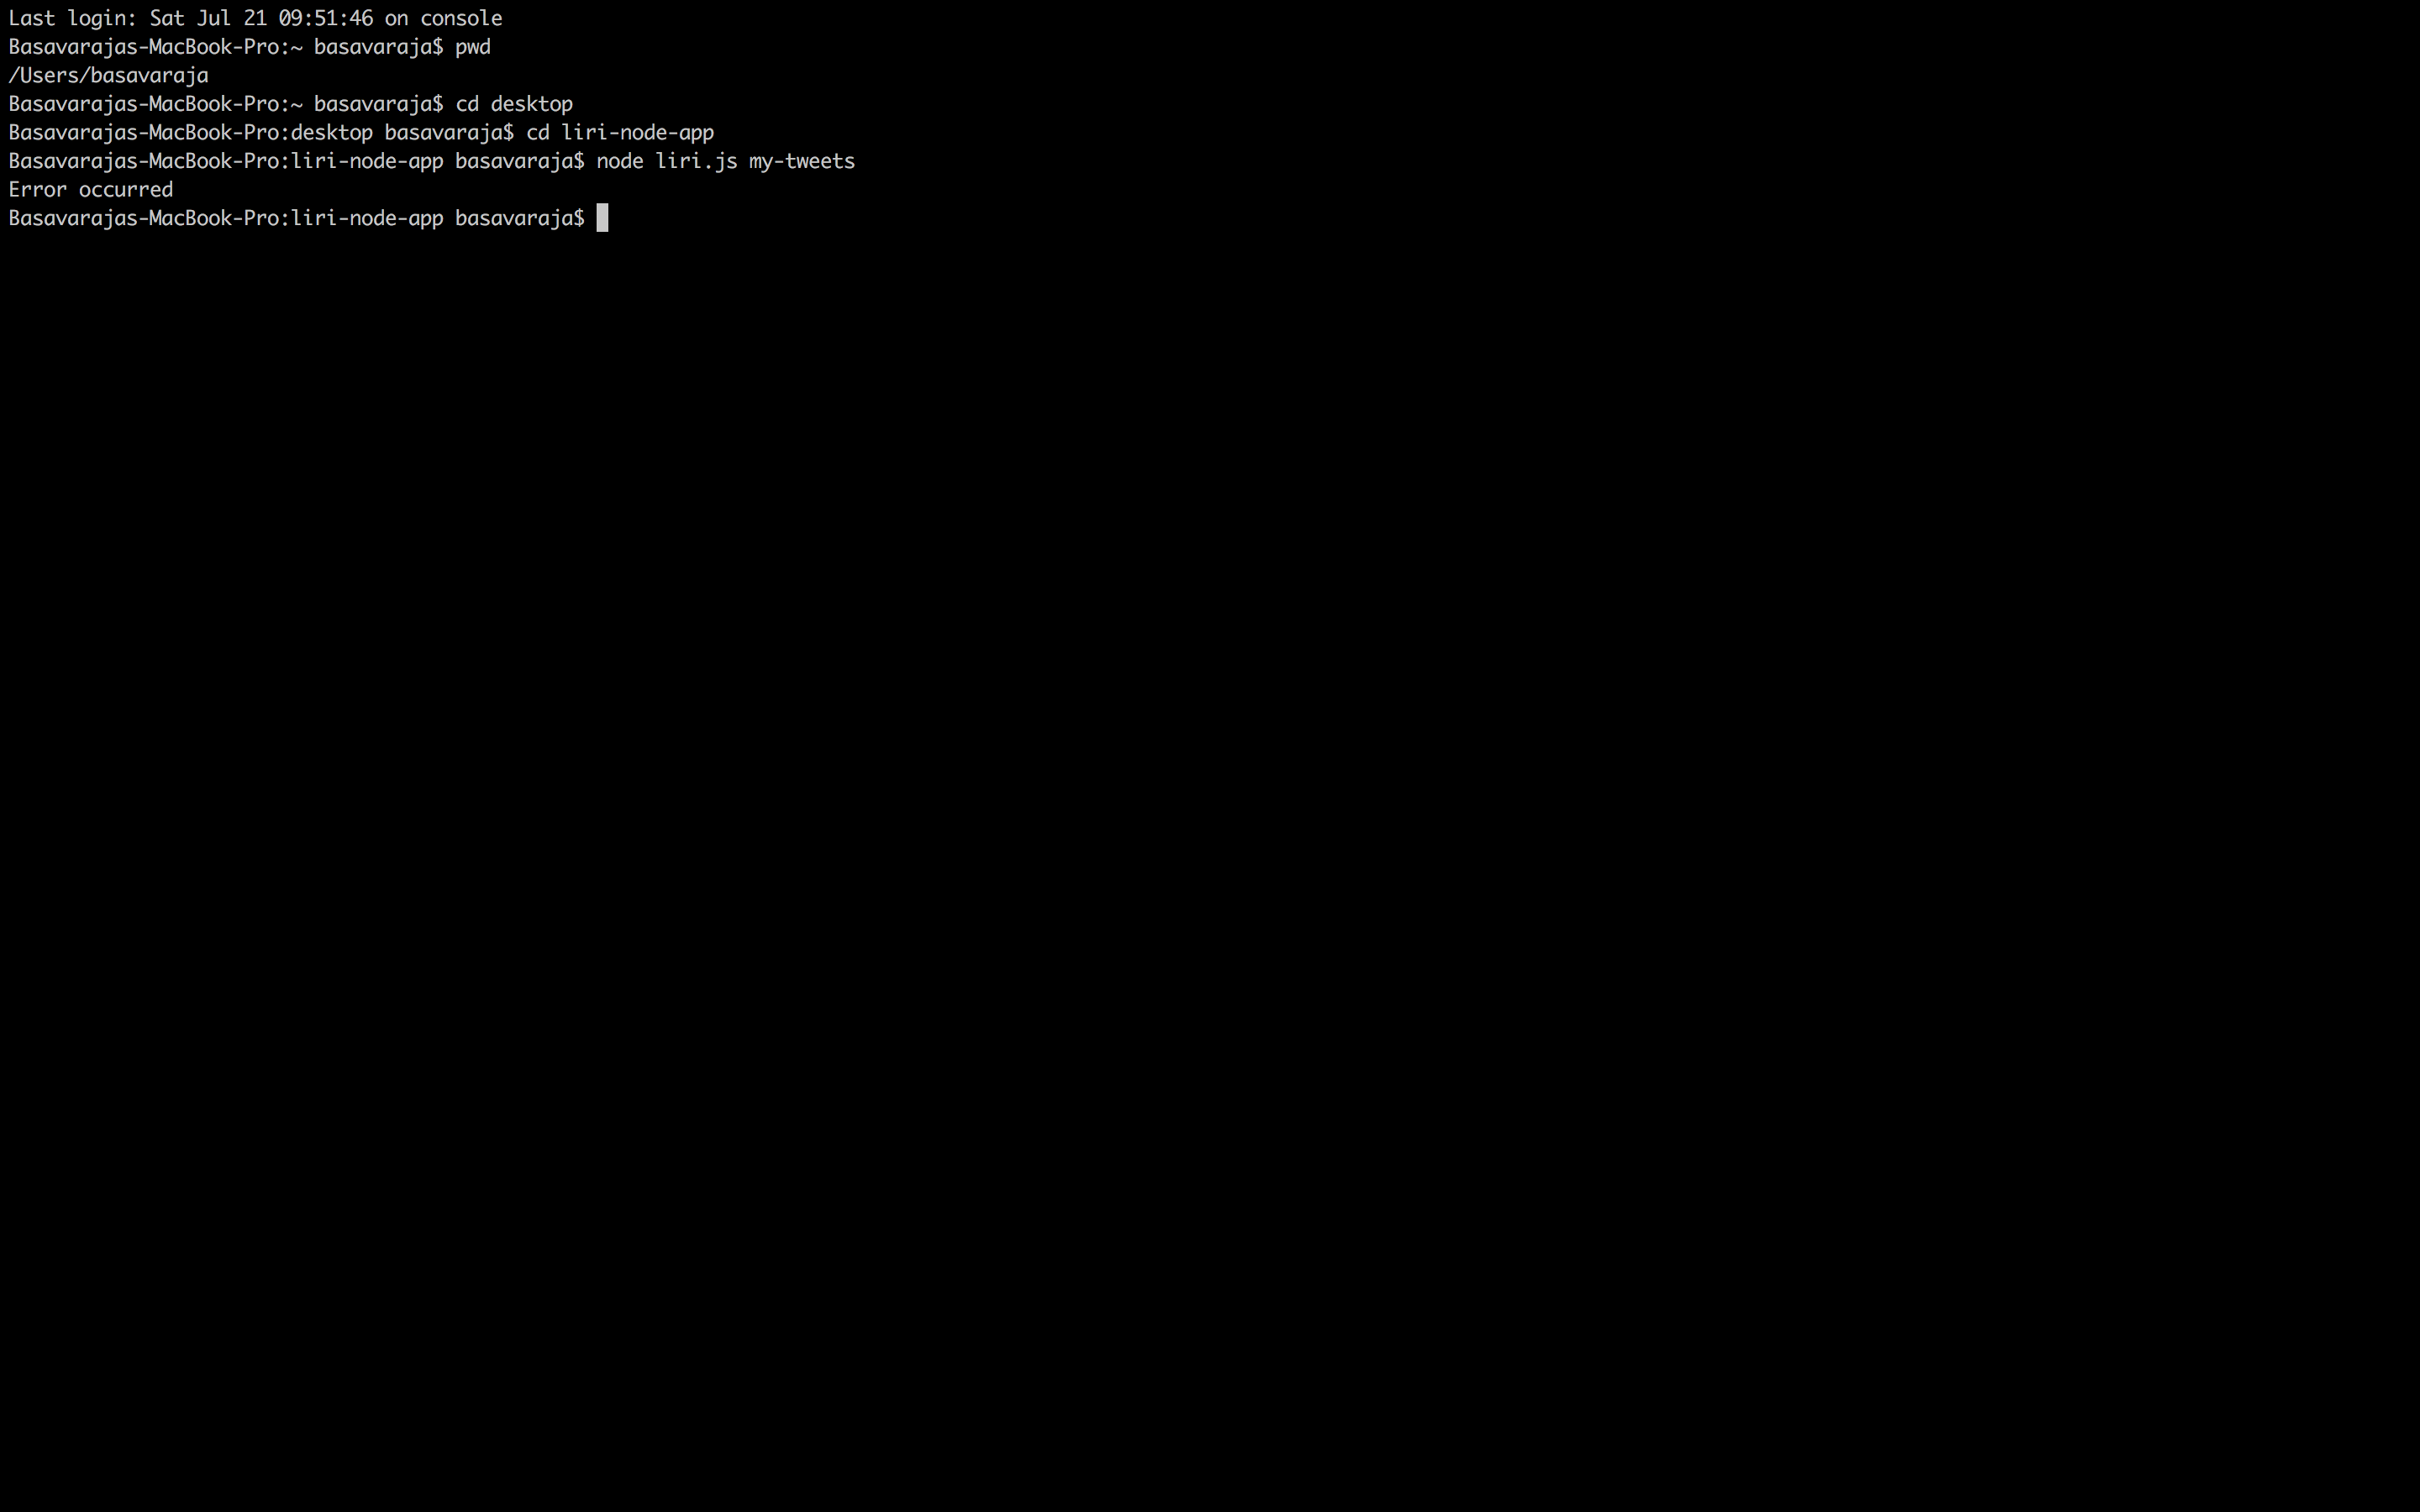 Last login: Sat Jul 21 09:51:46 on console
Basavarajas-MacBook-Pro:~ basavaraja$ pwd
/Users/basavaraja
Basavarajas-MacBook-Pro:~ basavaraja$ cd desktop
Basavarajas-MacBook-Pro:desktop basavaraja$ cd liri-node-app
Basavarajas-MacBook-Pro:liri-node-app basavaraja$ node liri.js my-tweets
Error occurred
Basavarajas-MacBook-Pro:liri-node-app basavaraja$